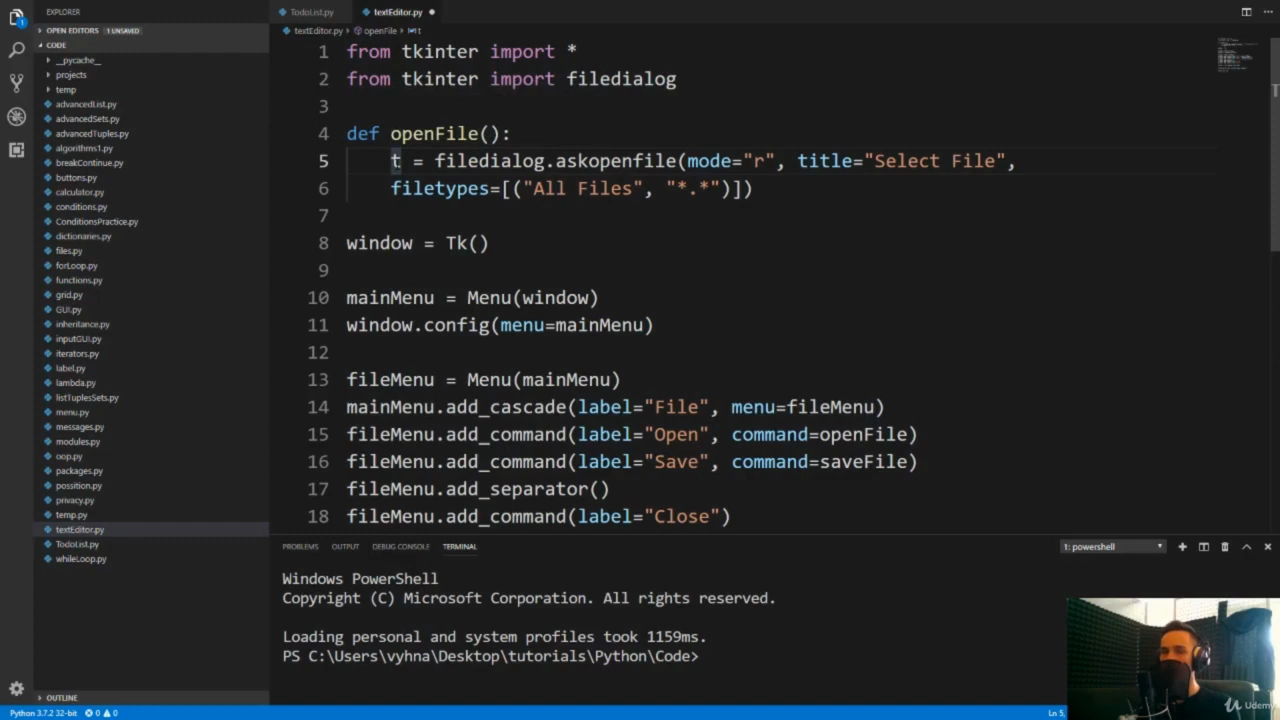 EXPLORER
OPEN EDITORS 1 UNSAVED
CODE
__pycache__
projects
temp
advancedList.py
advancedSets.py
advancedTuples.py
algorithms1.py
breakContinue.py
buttons.py
calculator.py
conditions.py
ConditionsPractice.py
dictionaries.py
files.py
forLoop.py
functions.py
grid.py
GUI.py
inheritance.py
inputGUI.py
iterators.py
label.py
lambda.py
listTuplesSets.py
menu.py
messages.py
modules.py
oop.py
packages.py
possition.py
privacy.py
temp.py
textEditor.py
TodoList.py
whileLoop.py
OUTLINE
TodoList.py textEditor.py
textEditor.py › openFile › t
1 from tkinter import *
2 from tkinter import filedialog
3
4 def openFile():
5 t = filedialog.askopenfile(mode="r", title="Select File",
6 filetypes=[("All Files", "*.*")])
7
8 window = Tk()
9
10 mainMenu = Menu(window)
11 window.config(menu=mainMenu)
12
13 fileMenu = Menu(mainMenu)
14 mainMenu.add_cascade(label="File", menu=fileMenu)
15 fileMenu.add_command(label="Open", command=openFile)
16 fileMenu.add_command(label="Save", command=saveFile)
17 fileMenu.add_separator()
18 fileMenu.add_command(label="Close")
PROBLEMS OUTPUT DEBUG CONSOLE TERMINAL 1: powershell
Windows PowerShell
Copyright (C) Microsoft Corporation. All rights reserved.
Loading personal and system profiles took 1159ms.
PS C:\Users\vyhna\Desktop\tutorials\Python\Code>
Python 3.7.2 32-bit 0 0 Ln 5,
Udemy
1